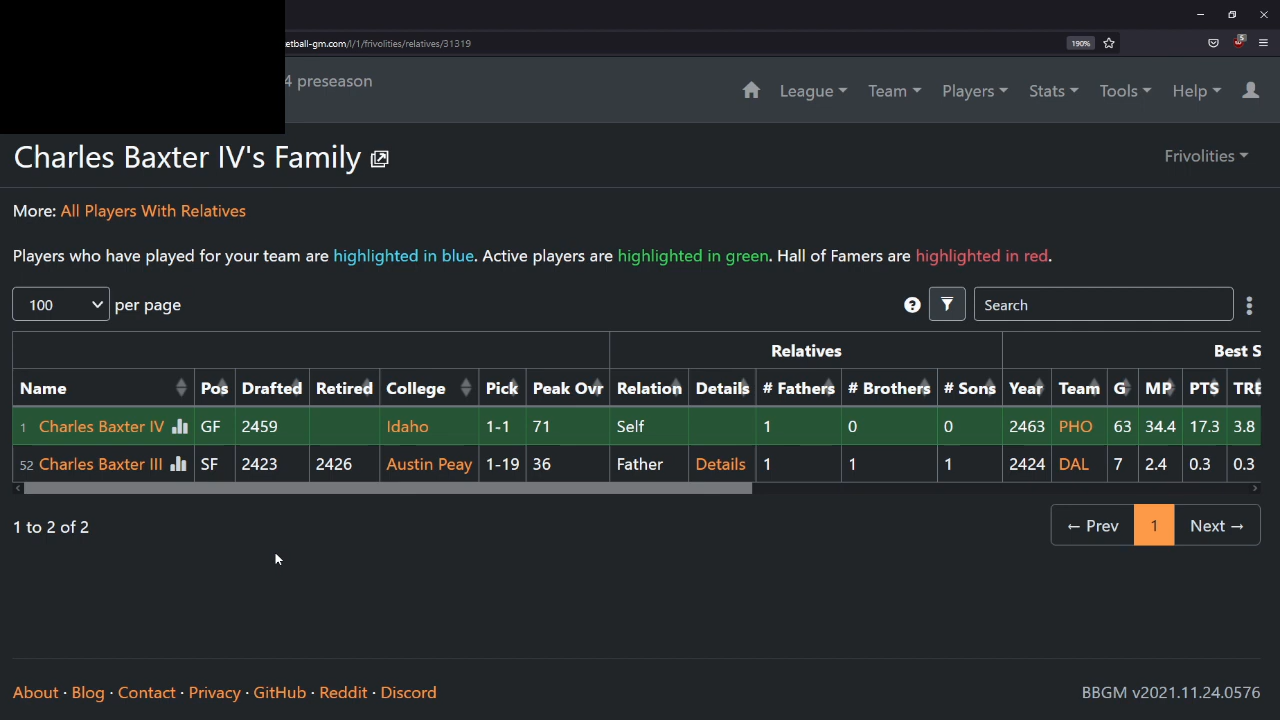 etball-gm.com/l/1/frivolities/relatives/31319
190%
5
4 preseason
League Team Players Stats Tools Help
Charles Baxter IV's Family
Frivolities
More: All Players With Relatives
Players who have played for your team are highlighted in blue. Active players are highlighted in green. Hall of Famers are highlighted in red.
100 per page
? Search
Relatives Best S
Name Pos Drafted Retired College Pick Peak Ovr Relation Details # Fathers # Brothers # Sons Year Team G MP PTS TRB
1 Charles Baxter IV GF 2459 Idaho 1-1 71 Self 1 0 0 2463 PHO 63 34.4 17.3 3.8
52 Charles Baxter III SF 2423 2426 Austin Peay 1-19 36 Father Details 1 1 1 2424 DAL 7 2.4 0.3 0.3
1 to 2 of 2
← Prev 1 Next →
About · Blog · Contact · Privacy · GitHub · Reddit · Discord
BBGM v2021.11.24.0576